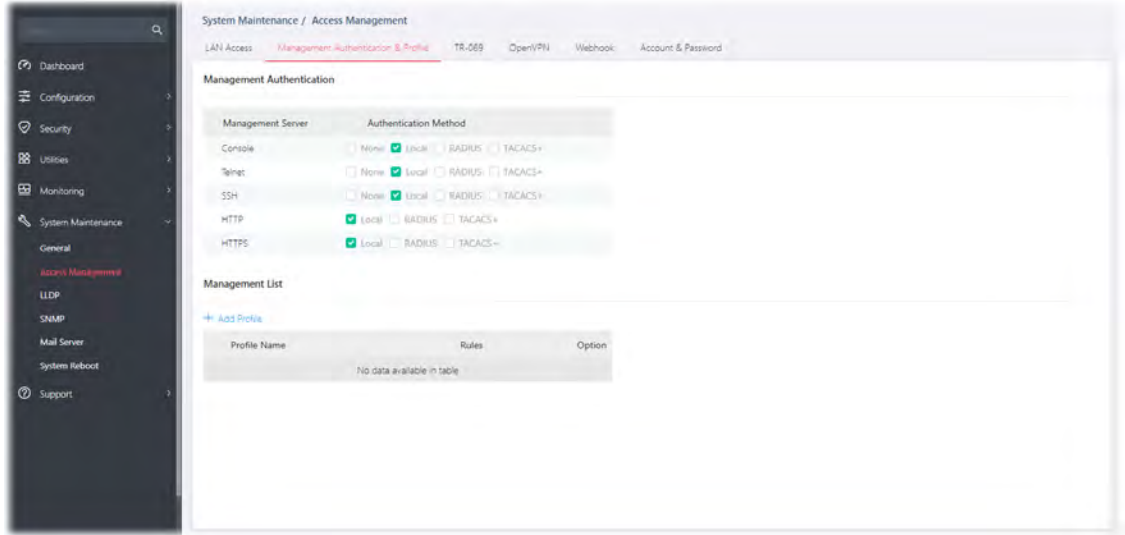 System Maintenance / Access Management
LAN Access Management Authentication & Profile TR-069 OpenVPN Webhook Account & Password
Dashboard
Configuration
Security
Utilities
Monitoring
System Maintenance
General
Access Management
LLDP
SNMP
Mail Server
System Reboot
Support
Management Authentication
Management Server Authentication Method
Console None Local RADIUS TACACS+
Telnet None Local RADIUS TACACS+
SSH None Local RADIUS TACACS+
HTTP Local RADIUS TACACS+
HTTPS Local RADIUS TACACS+
Management List
+ Add Profile
Profile Name Rules Option
No data available in table